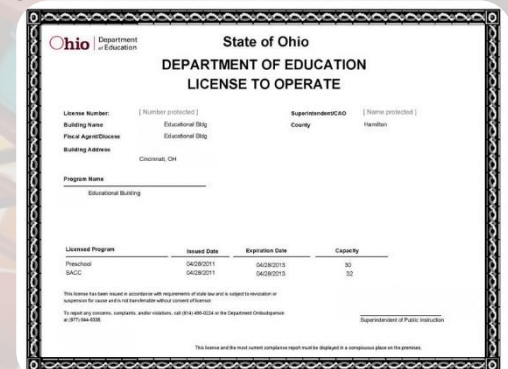 Ohio Department of Education
State of Ohio
DEPARTMENT OF EDUCATION
LICENSE TO OPERATE
License Number: [ Number protected ] Superintendent/CAO [ Name protected ]
Building Name Educational Bldg County Hamilton
Fiscal Agent/Diocese Educational Bldg
Building Address
Cincinnati, OH
Program Name
Educational Building
Licensed Program Issued Date Expiration Date Capacity
Preschool 04/28/2011 04/28/2013
SACC 04/28/2011 04/28/2013 32
This license has been issued in accordance with requirements of state law and is subject to revocation or
suspension for cause and is not transferable without consent of licensor.
To report any concerns, complaints, and/or violations, call (614) 466-0224 or the Department Ombudsperson
at (877)
Superintendent of Public Instruction
This license and the most current compliance report must be displayed in a conspicuous place on the premises.